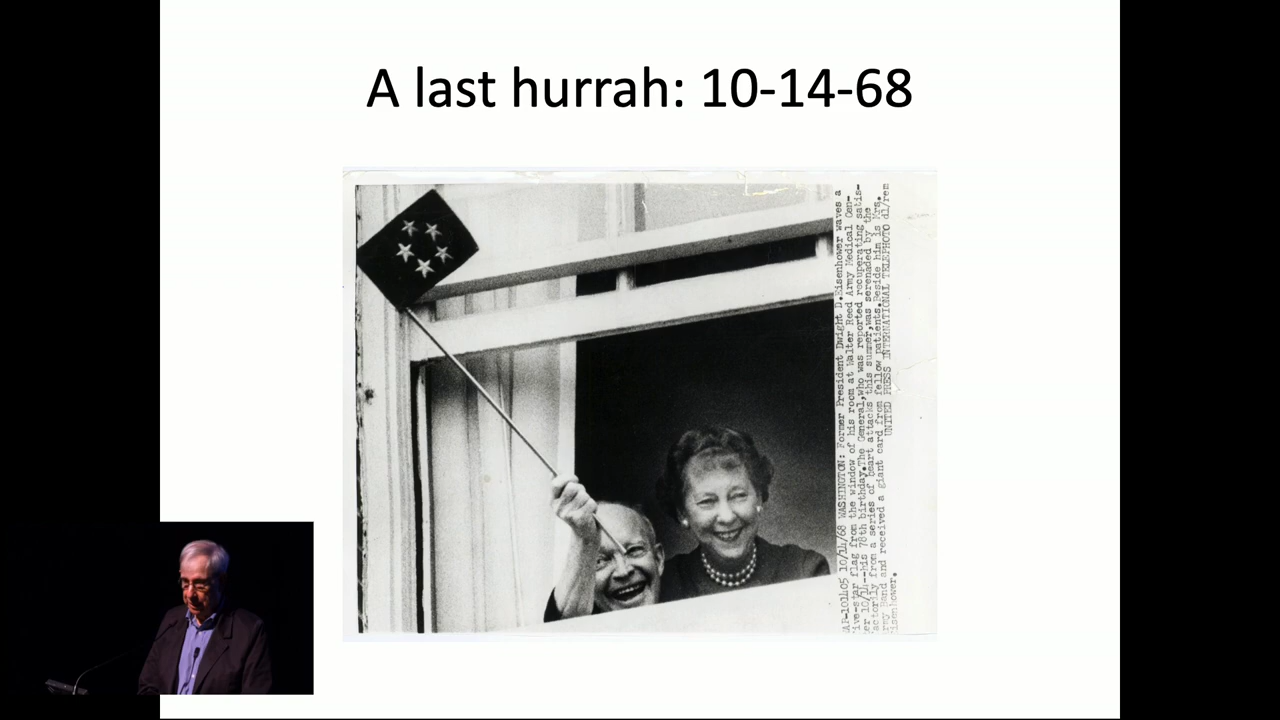 A last hurrah: 10-14-68
WASHINGTON: Former President Dwight D.Eisenhower waves a
five-star flag from the window of his room at Walter Reed Army Medical Cen-
ter 10/14--his 78th birthday.The General,who was reported recuperating satis-
factorily from a series of heart attacks this summer,was serenaded by the
Army Band and received a giant card from fellow patients.Beside him is Mrs.
Eisenhower. UNITED PRESS INTERNATIONAL TELEPHOTO dl/rem